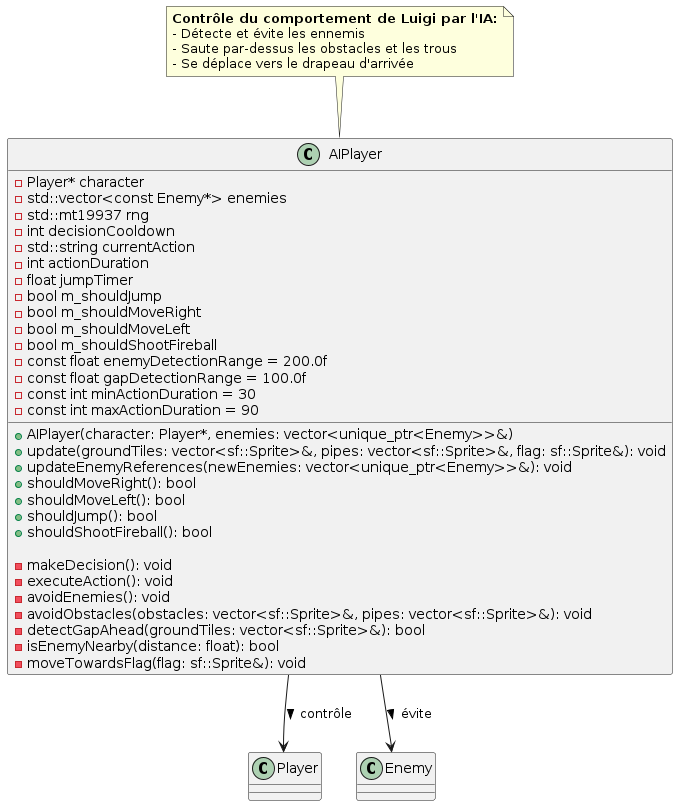 Contrôle du comportement de Luigi par l'IA:
- Détecte et évite les ennemis
- Saute par-dessus les obstacles et les trous
- Se déplace vers le drapeau d'arrivée
C AIPlayer
Player* character
std::vector<const Enemy*> enemies
std::mt19937 rng
int decisionCooldown
std::string currentAction
int actionDuration
float jumpTimer
bool m_shouldJump
bool m_shouldMoveRight
bool m_shouldMoveLeft
bool m_shouldShootFireball
const float enemyDetectionRange = 200.0f
const float gapDetectionRange = 100.0f
const int minActionDuration = 30
const int maxActionDuration = 90
AIPlayer(character: Player*, enemies: vector<unique_ptr<Enemy>>&)
update(groundTiles: vector<sf::Sprite>&, pipes: vector<sf::Sprite>&, flag: sf::Sprite&): void
updateEnemyReferences(newEnemies: vector<unique_ptr<Enemy>>&): void
shouldMoveRight(): bool
shouldMoveLeft(): bool
shouldJump(): bool
shouldShootFireball(): bool
makeDecision(): void
executeAction(): void
avoidEnemies(): void
avoidObstacles(obstacles: vector<sf::Sprite>&, pipes: vector<sf::Sprite>&): void
detectGapAhead(groundTiles: vector<sf::Sprite>&): bool
isEnemyNearby(distance: float): bool
moveTowardsFlag(flag: sf::Sprite&): void
contrôle
évite
C Player
C Enemy